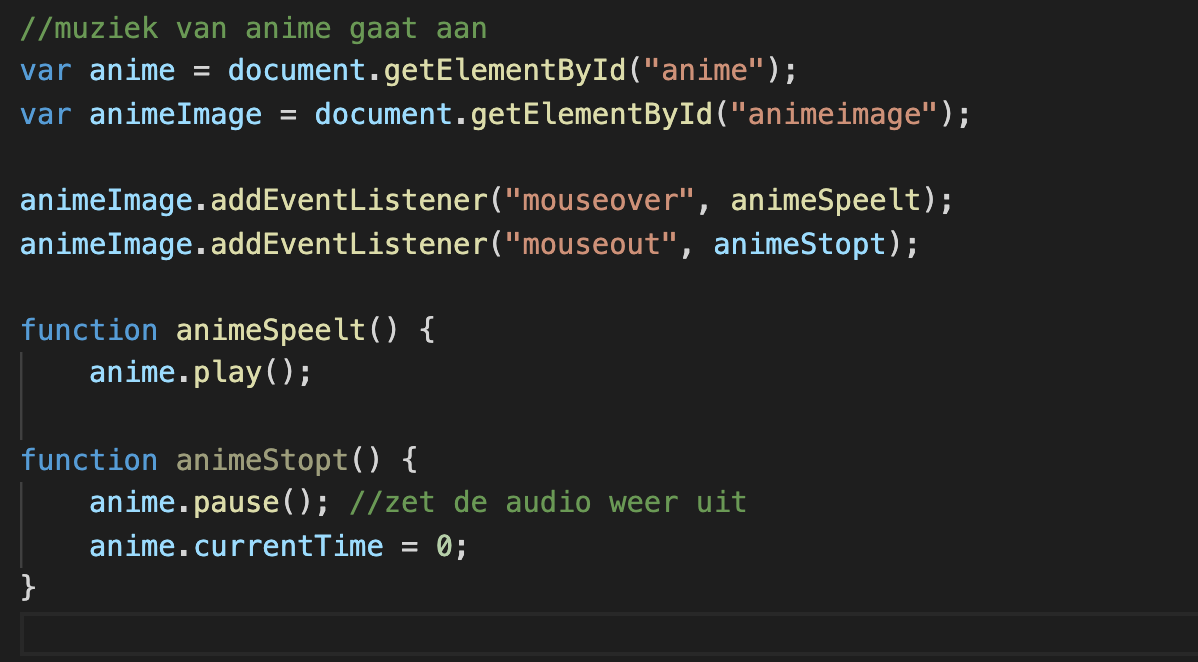 //muziek van anime gaat aan
var anime = document.getElementById("anime");
var animeImage = document.getElementById("animeimage");
animeImage.addEventListener("mouseover", animeSpeelt);
animeImage.addEventListener("mouseout", animeStopt);
function animeSpeelt() {
    anime.play();
function animeStopt() {
    anime.pause(); //zet de audio weer uit
    anime.currentTime = 0;
}